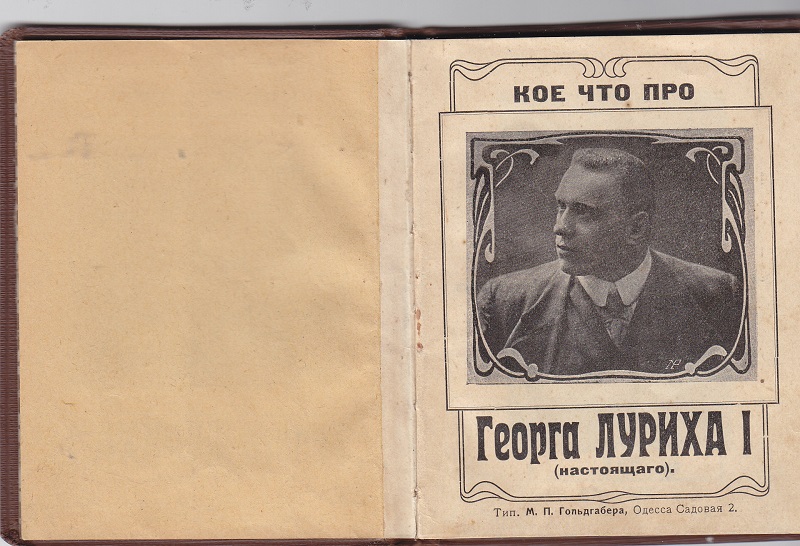 КОЕ ЧТО ПРО
Георга ЛУРИХА I
(настоящаго).
Тип. М. П. Гольдгабера, Одесса Садовая 2.